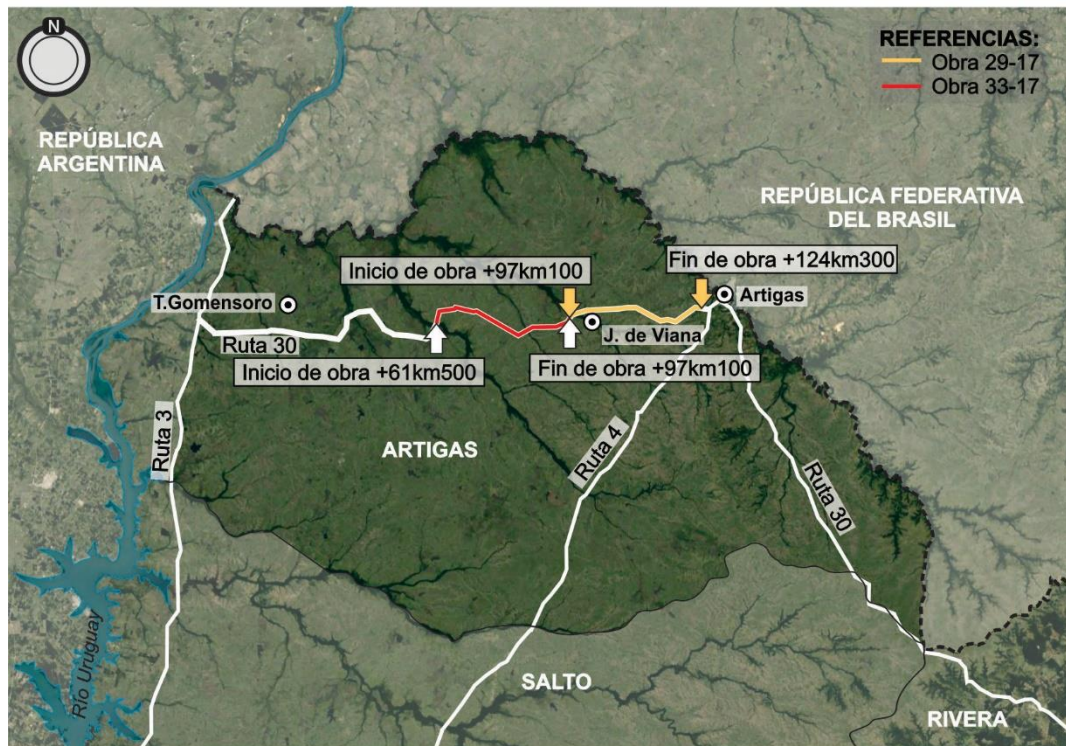 N
REFERENCIAS:
Obra 29-17
Obra 33-17
REPÚBLICA
ARGENTINA
REPÚBLICA FEDERATIVA
DEL BRASIL
Inicio de obra +97km100
Fin de obra +124km300
T.Gomensoro
Artigas
J. de Viana
Ruta 30
Inicio de obra +61km500
Fin de obra +97km100
Ruta 3
ARTIGAS
Ruta 4
Ruta 30
Río Uruguay
SALTO
RIVERA